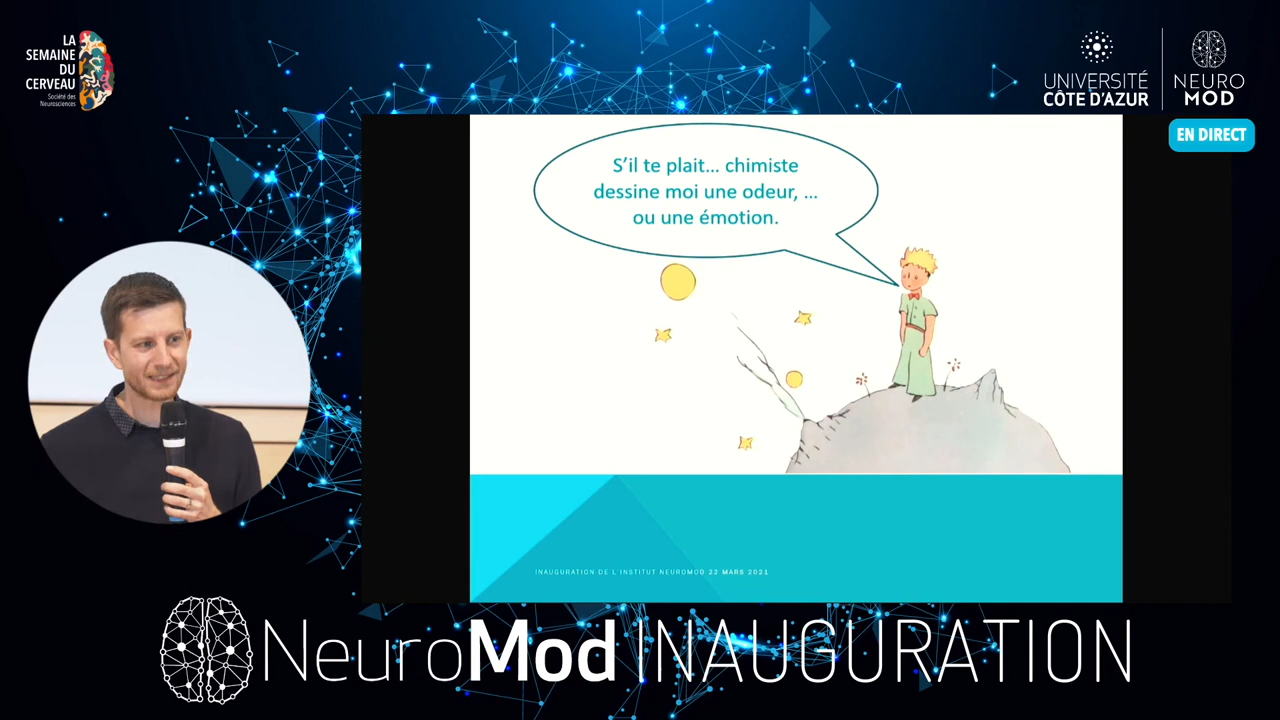 LA
SEMAINE
DU
CERVEAU
Société des
Neurosciences
UNIVERSITÉ
CÔTE D'AZUR
NEURO
MOD
EN DIRECT
S'il te plait... chimiste
dessine moi une odeur, ...
ou une émotion.
INAUGURATION DE L'INSTITUT NEUROMOD 22 MARS 2021
NeuroMod INAUGURATION